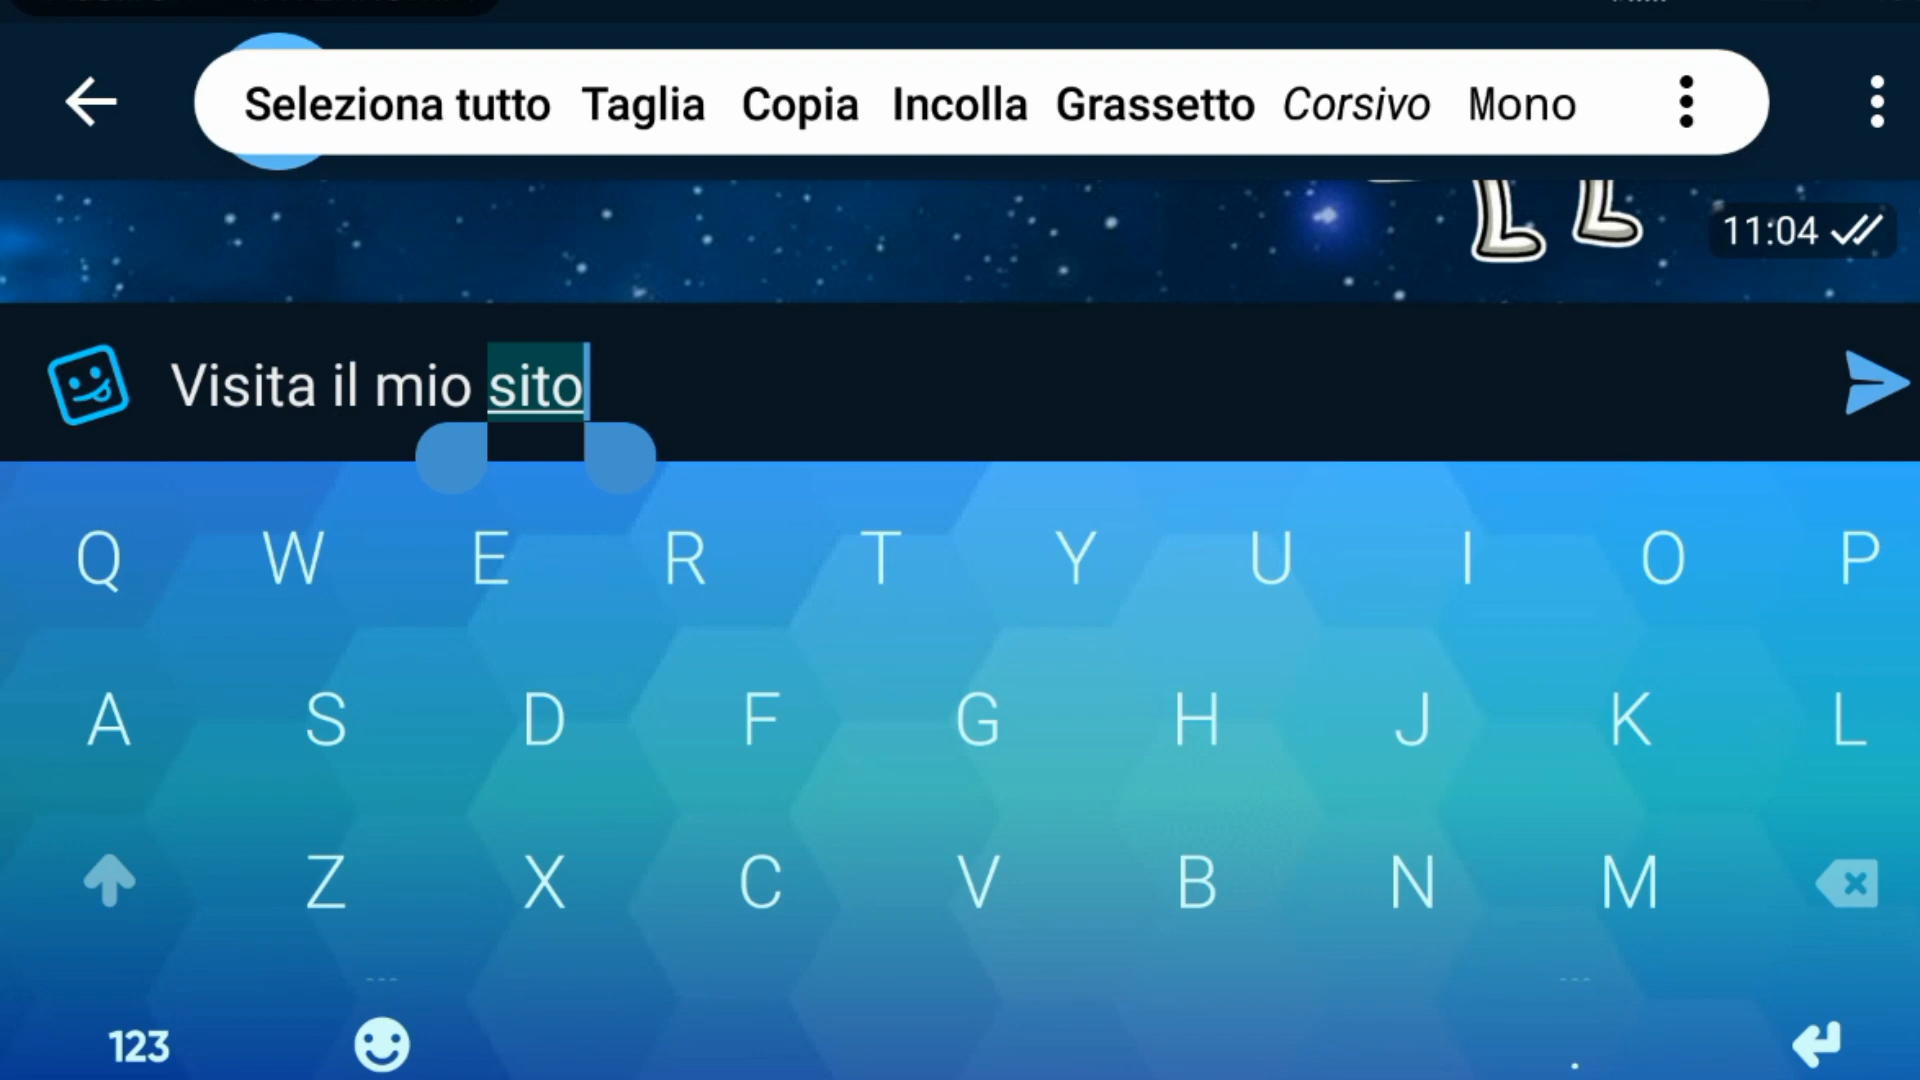 Seleziona tutto Taglia Copia Incolla Grassetto Corsivo Mono
11:04
Visita il mio sito
Q W E R T Y U I O P
A S D F G H J K L
Z X C V B N M
123 .